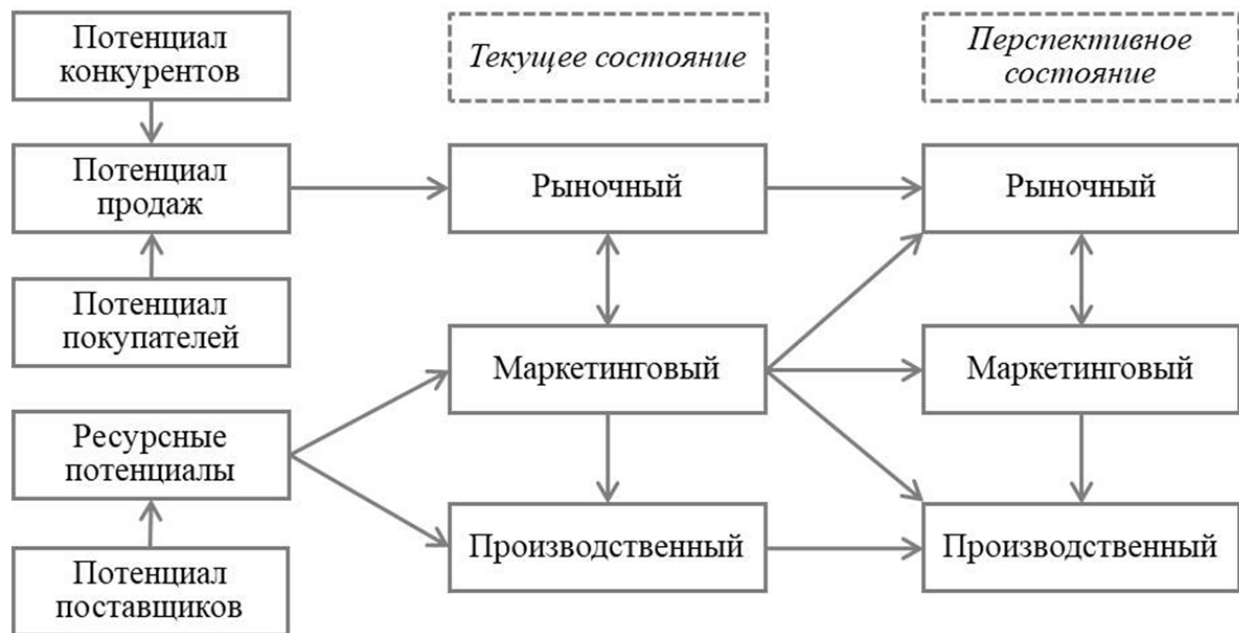 Потенциал
конкурентов
Потенциал
продаж
Потенциал
покупателей
Ресурсные
потенциалы
Потенциал
поставщиков
Текущее состояние
Рыночный
Маркетинговый
Производственный
Перспективное
состояние
Рыночный
Маркетинговый
Производственный